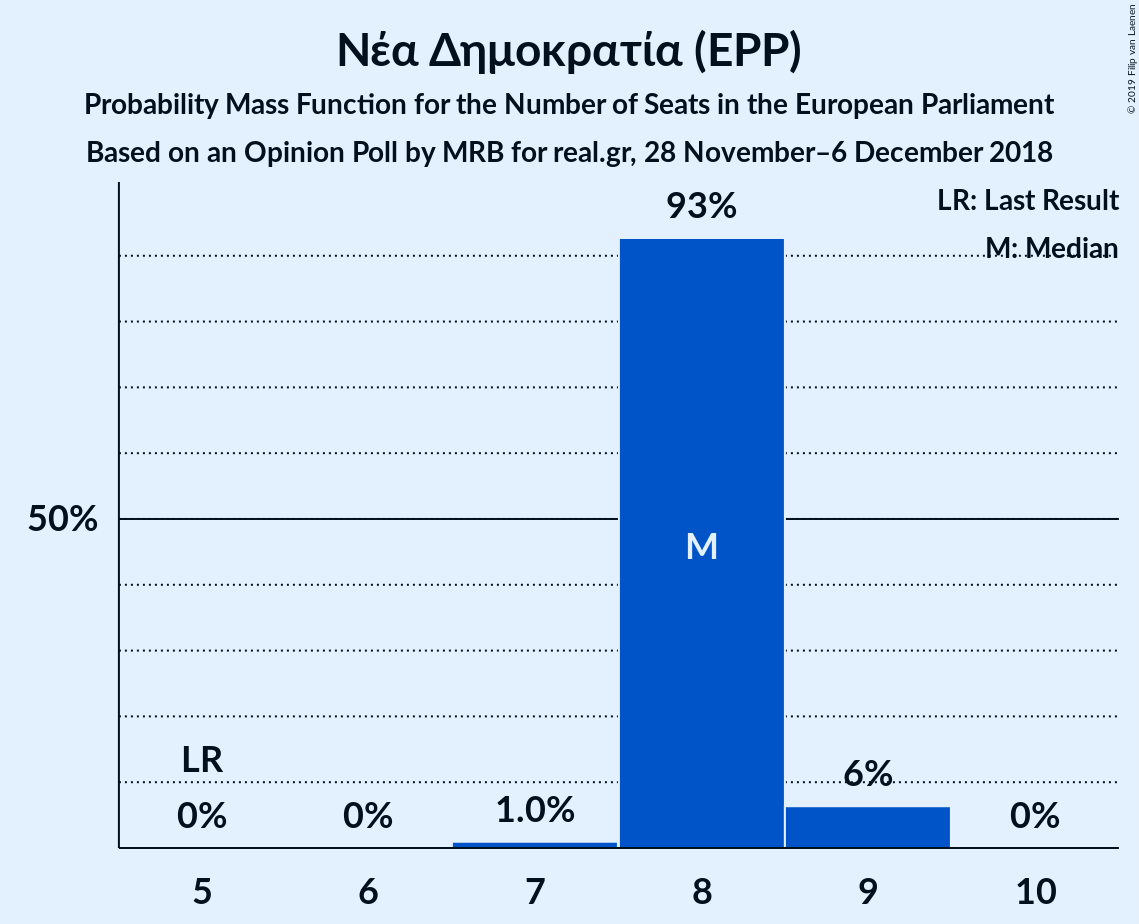 Νέα Δημοκρατία (EPP)
Probability Mass Function for the Number of Seats in the European Parliament
Based on an Opinion Poll by MRB for real.gr, 28 November–6 December 2018
© 2019 Filip van Laenen
LR: Last Result
M: Median
93%
50%
M
LR
0%
0%
1.0%
6%
0%
5
6
7
8
9
10